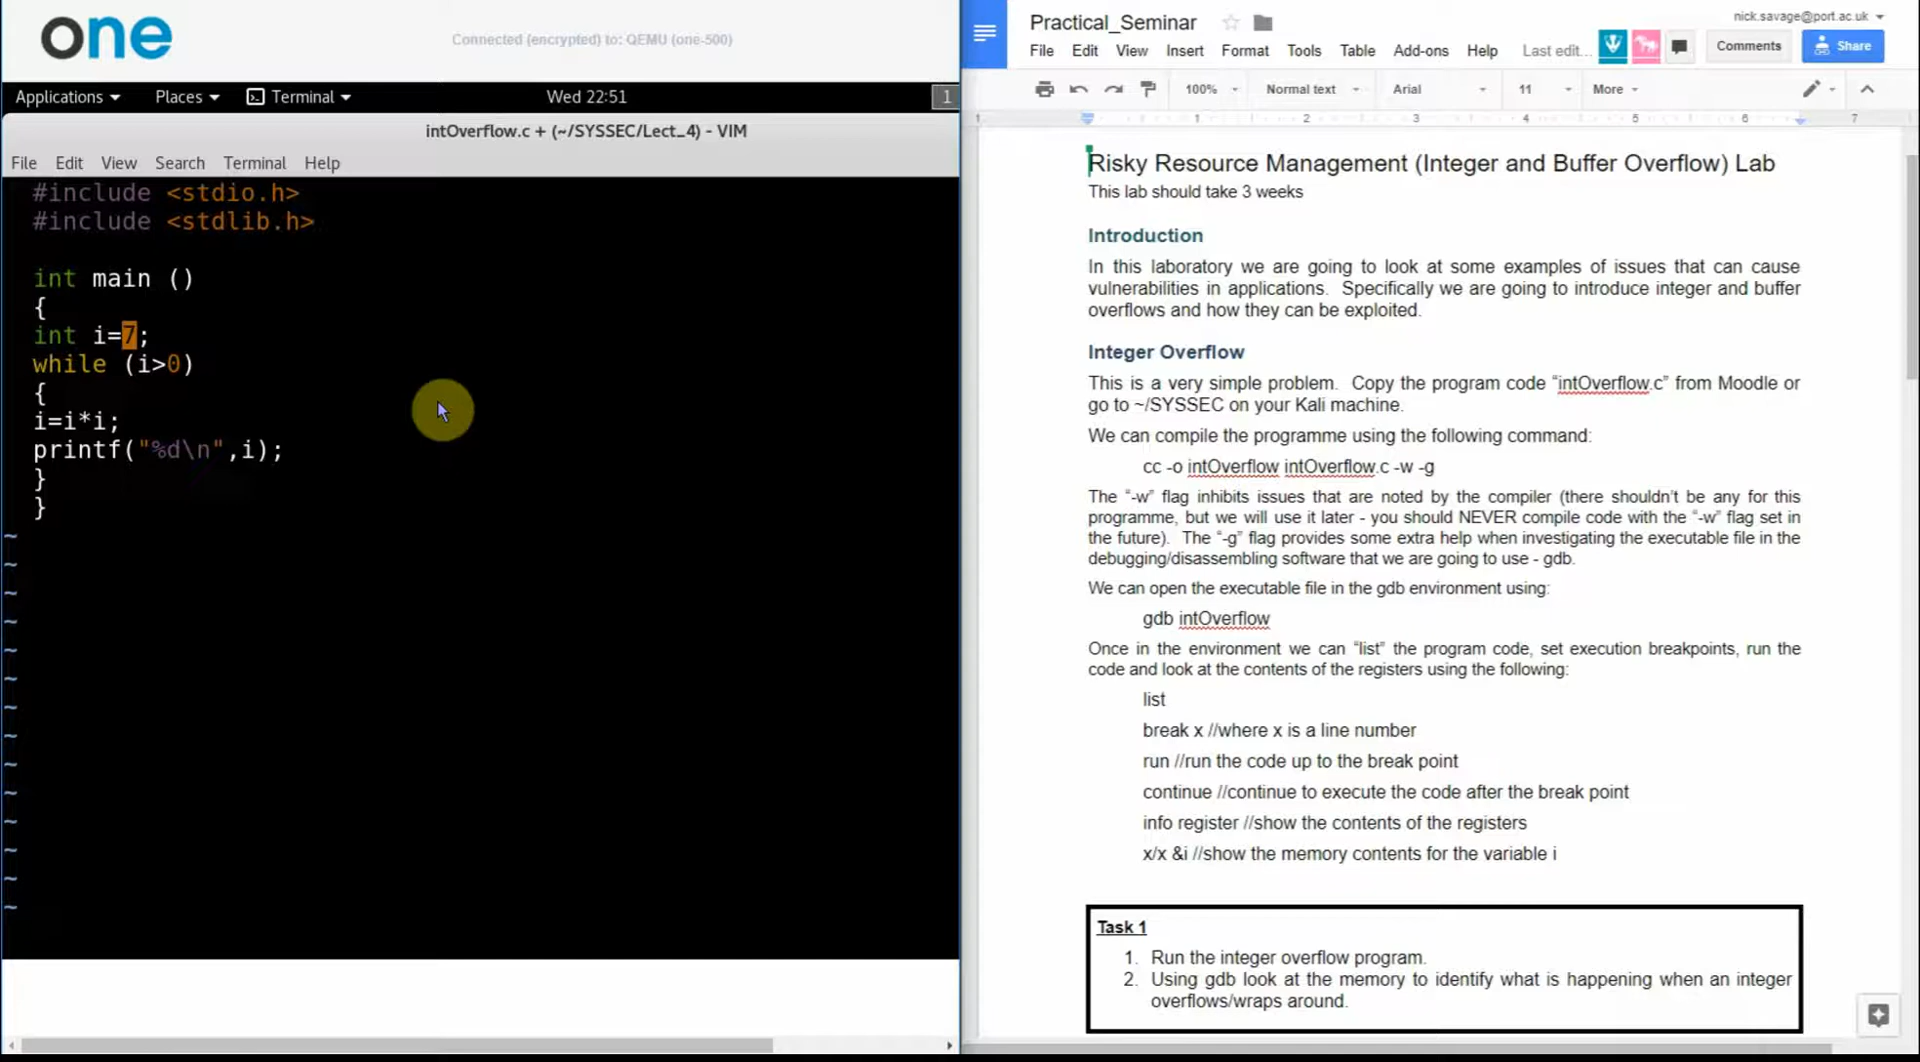 one
Connected (encrypted) to: QEMU (one-500)
Applications Places Terminal Wed 22:51 1
intOverflow.c + (~/SYSSEC/Lect_4) - VIM
File Edit View Search Terminal Help
#include <stdio.h>
#include <stdlib.h>
int main ()
{
int i=7;
while (i>0)
{
i=i*i;
printf("%d\n",i);
}
}
~
~
~
~
~
~
~
~
~
~
~
~
~
~
Practical_Seminar
nick.savage@port.ac.uk
File Edit View Insert Format Tools Table Add-ons Help Last edit... Comments Share
100% Normal text Arial 11 More
1 1 2 3 4 5 6 7
Risky Resource Management (Integer and Buffer Overflow) Lab
This lab should take 3 weeks
Introduction
In this laboratory we are going to look at some examples of issues that can cause
vulnerabilities in applications. Specifically we are going to introduce integer and buffer
overflows and how they can be exploited.
Integer Overflow
This is a very simple problem. Copy the program code “intOverflow.c” from Moodle or
go to ~/SYSSEC on your Kali machine.
We can compile the programme using the following command:
cc -o intOverflow intOverflow.c -w -g
The “-w” flag inhibits issues that are noted by the compiler (there shouldn’t be any for this
programme, but we will use it later - you should NEVER compile code with the “-w” flag set in
the future). The “-g” flag provides some extra help when investigating the executable file in the
debugging/disassembling software that we are going to use - gdb.
We can open the executable file in the gdb environment using:
gdb intOverflow
Once in the environment we can “list” the program code, set execution breakpoints, run the
code and look at the contents of the registers using the following:
list
break x //where x is a line number
run //run the code up to the break point
continue //continue to execute the code after the break point
info register //show the contents of the registers
x/x &i //show the memory contents for the variable i
Task 1
1. Run the integer overflow program.
2. Using gdb look at the memory to identify what is happening when an integer
overflows/wraps around.